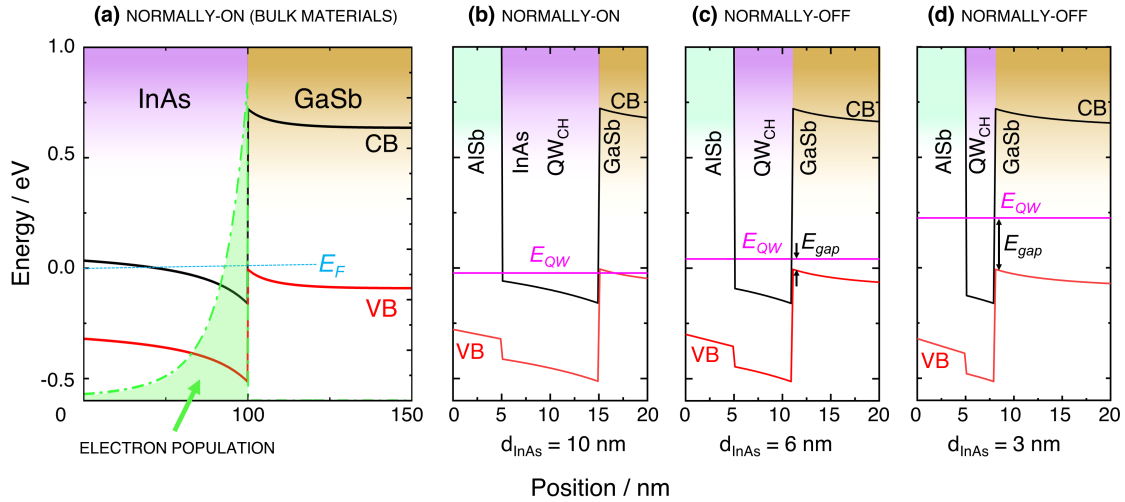 (a) NORMALLY-ON (BULK MATERIALS)
(b) NORMALLY-ON
(c) NORMALLY-OFF
(d) NORMALLY-OFF
Energy / eV
1.0
0.5
0.0
-0.5
InAs
GaSb
CB
E_F
VB
0
100
150
ELECTRON POPULATION
AlSb
InAs
QW_CH
GaSb
CB
E_QW
VB
0 5 10 15 20
d_InAs = 10 nm
AlSb
QW_CH
GaSb
CB
E_QW
E_gap
VB
0 5 10 15 20
d_InAs = 6 nm
AlSb
QW_CH
GaSb
CB
E_QW
E_gap
VB
0 5 10 15 20
d_InAs = 3 nm
Position / nm